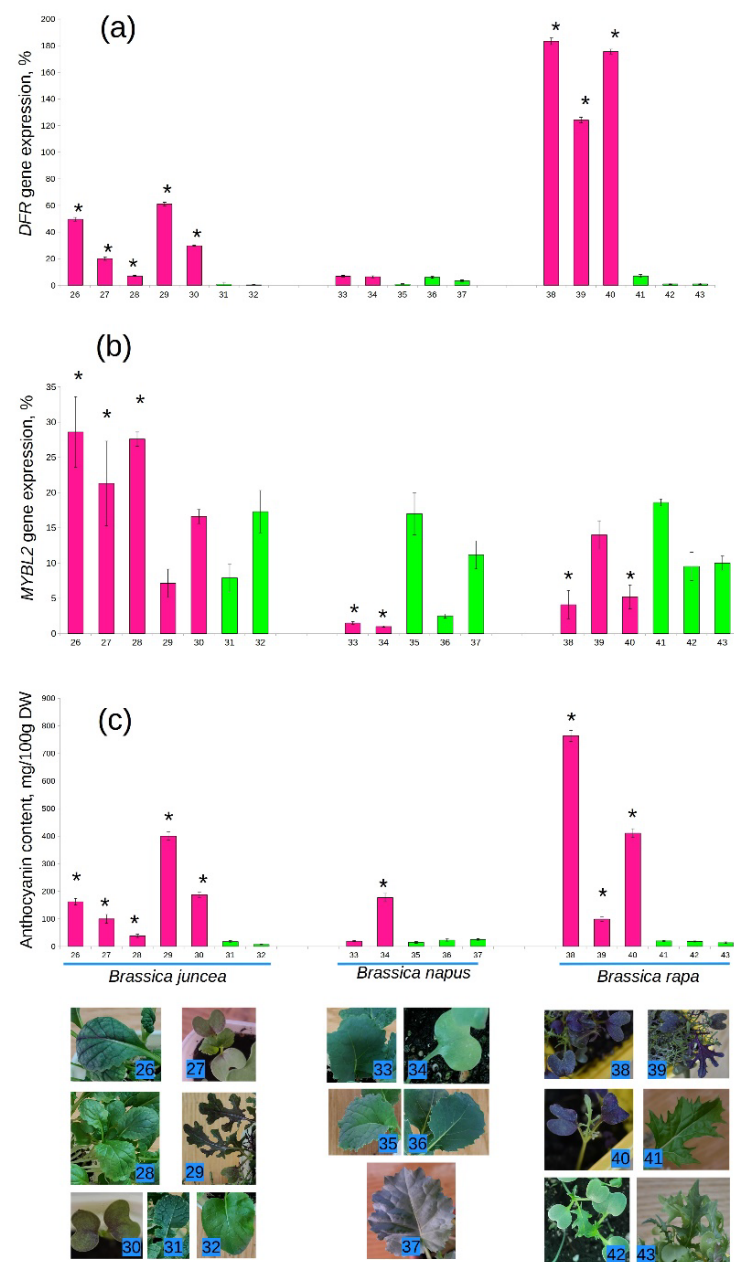 (a)
DFR gene expression, %
200
180
160
140
120
100
80
60
40
20
0
* * * * * * * *
26 27 28 29 30 31 32 33 34 35 36 37 38 39 40 41 42 43
(b)
MYBL2 gene expression, %
35
30
25
20
15
10
5
0
* * * * * * *
26 27 28 29 30 31 32 33 34 35 36 37 38 39 40 41 42 43
(c)
Anthocyanin content, mg/100g DW
900
800
700
600
500
400
300
200
100
0
* * * * * * * * *
26 27 28 29 30 31 32 33 34 35 36 37 38 39 40 41 42 43
Brassica juncea Brassica napus Brassica rapa
26 27 33 34 38 39
28 29 35 36 40 41
30 31 32 37 42 43